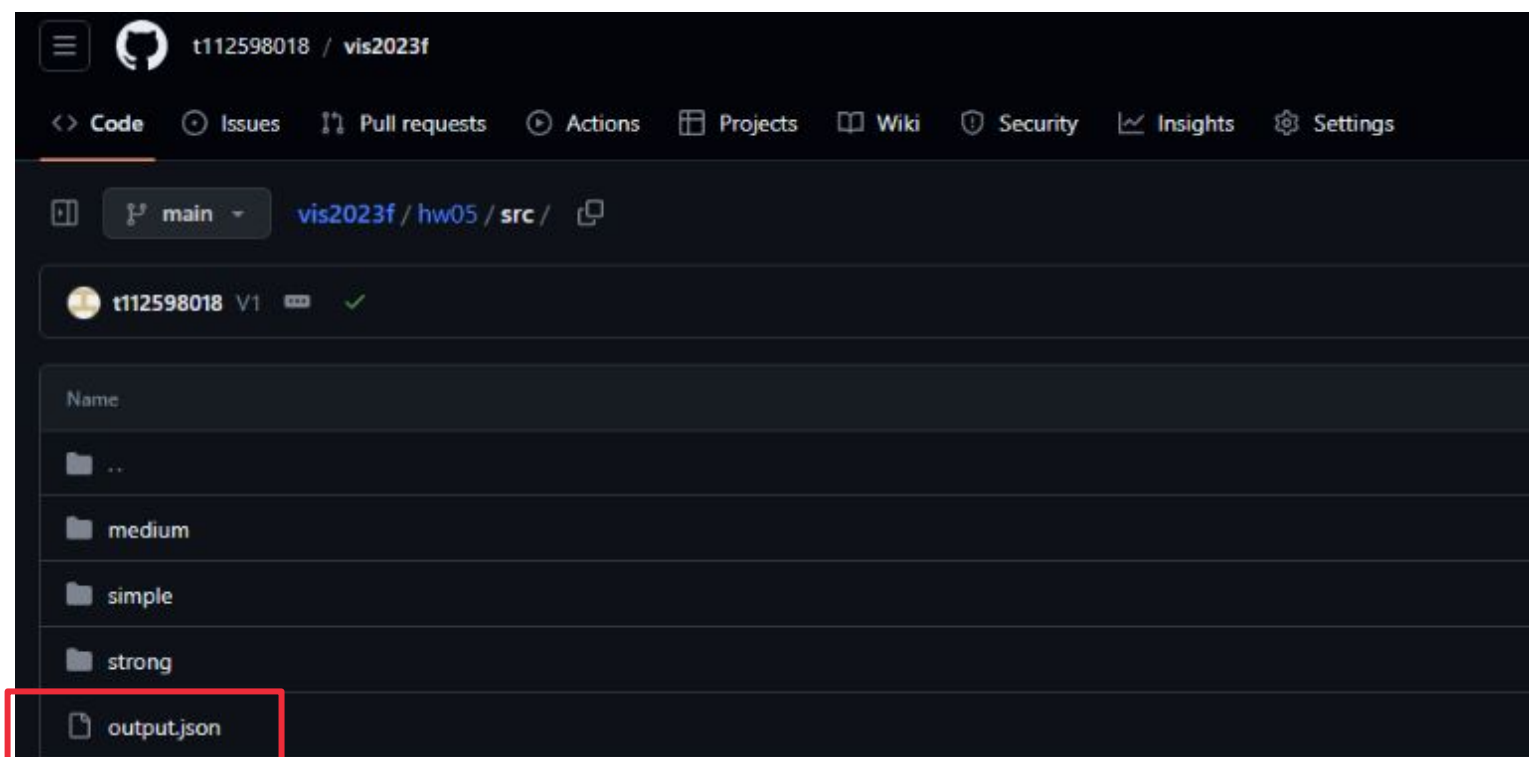 t112598018 / vis2023f
<> Code Issues Pull requests Actions Projects Wiki Security Insights Settings
main vis2023f / hw05 / src /
t112598018 V1
Name
..
medium
simple
strong
output.json